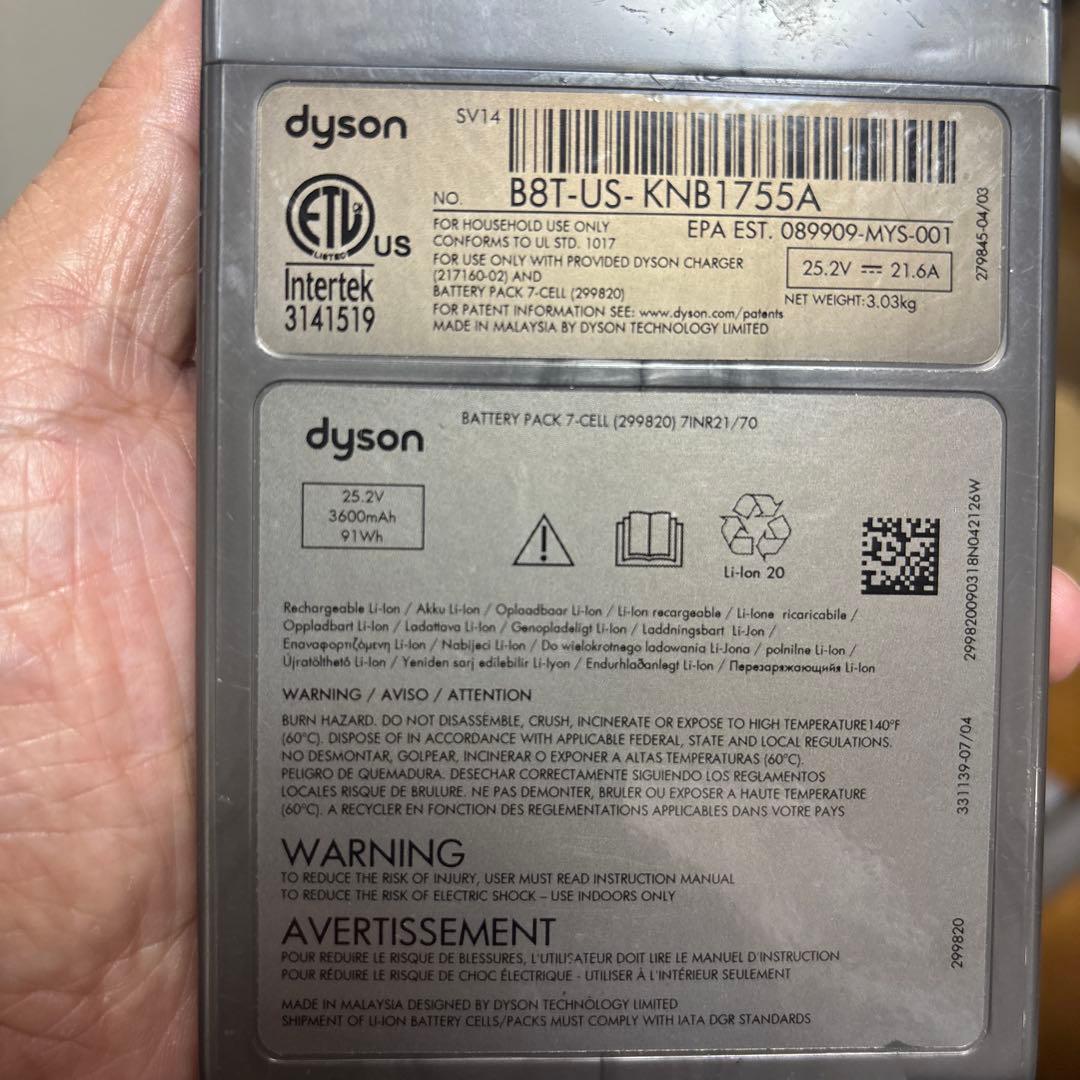 dyson
SV14
NO. B8T-US- KNB1755A
ETL
CM
LISTED
US
Intertek
3141519
FOR HOUSEHOLD USE ONLY
CONFORMS TO UL STD. 1017
EPA EST. 089909-MYS-001
FOR USE ONLY WITH PROVIDED DYSON CHARGER
(217160-02) AND
BATTERY PACK 7-CELL (299820)
25.2V ⎓ 21.6A
NET WEIGHT:3.03kg
FOR PATENT INFORMATION SEE: www.dyson.com/patents
MADE IN MALAYSIA BY DYSON TECHNOLOGY LIMITED
279845-04/03
dyson
BATTERY PACK 7-CELL (299820) 7INR21/70
25.2V
3600mAh
91Wh
Li-Ion 20
299820090318N042126W
Rechargeable Li-Ion / Akku Li-Ion / Oplaadbaar Li-Ion / Li-Ion recargeable / Li-Ione ricaricabile /
Oppladbart Li-Ion / Ladattava Li-Ion / Genopladeligt Li-Ion / Laddningsbart Li-Jon /
Επαναφορτιζόμενη Li-Ion / Nabijeci Li-Ion / Do wielokrotnego ladowania Li-Jona / polnilne Li-Ion /
Újratölthető Li-Ion / Yeniden sarj edilebilir Li-Iyon / Endurhlaðanlegt Li-Ion / Перезаряжающийя Li-Ion
WARNING / AVISO / ATTENTION
BURN HAZARD. DO NOT DISASSEMBLE, CRUSH, INCINERATE OR EXPOSE TO HIGH TEMPERATURE140°F
(60°C). DISPOSE OF IN ACCORDANCE WITH APPLICABLE FEDERAL, STATE AND LOCAL REGULATIONS.
NO DESMONTAR, GOLPEAR, INCINERAR O EXPONER A ALTAS TEMPERATURAS (60°C).
PELIGRO DE QUEMADURA. DESECHAR CORRECTAMENTE SIGUIENDO LOS REGLAMENTOS
LOCALES RISQUE DE BRULURE. NE PAS DEMONTER, BRULER OU EXPOSER A HAUTE TEMPERATURE
(60°C). A RECYCLER EN FONCTION DES REGLEMENTATIONS APPLICABLES DANS VOTRE PAYS
331139-07/04
WARNING
TO REDUCE THE RISK OF INJURY, USER MUST READ INSTRUCTION MANUAL
TO REDUCE THE RISK OF ELECTRIC SHOCK – USE INDOORS ONLY
AVERTISSEMENT
POUR REDUIRE LE RISQUE DE BLESSURES, L'UTILISATEUR DOIT LIRE LE MANUEL D'INSTRUCTION
POUR RÉDUIRE LE RISQUE DE CHOC ÉLECTRIQUE - UTILISER À L'INTÉRIEUR SEULEMENT
299820
MADE IN MALAYSIA DESIGNED BY DYSON TECHNOLOGY LIMITED
SHIPMENT OF LI-ION BATTERY CELLS/PACKS MUST COMPLY WITH IATA DGR STANDARDS